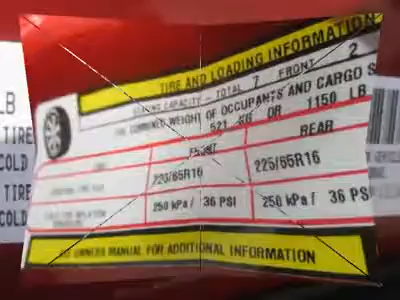 TIRE AND LOADING INFORMATION
SEATING CAPACITY - TOTAL 7 FRONT 2
THE COMBINED WEIGHT OF OCCUPANTS AND CARGO S
521 KG OR 1150 LB
FRONT REAR
225/65R16 225/65R16
250 kPa/ 36 PSI 250 kPa/ 36 PSI
OWNERS MANUAL FOR ADDITIONAL INFORMATION
LB
TIRE
COLD
TIRE
COLD